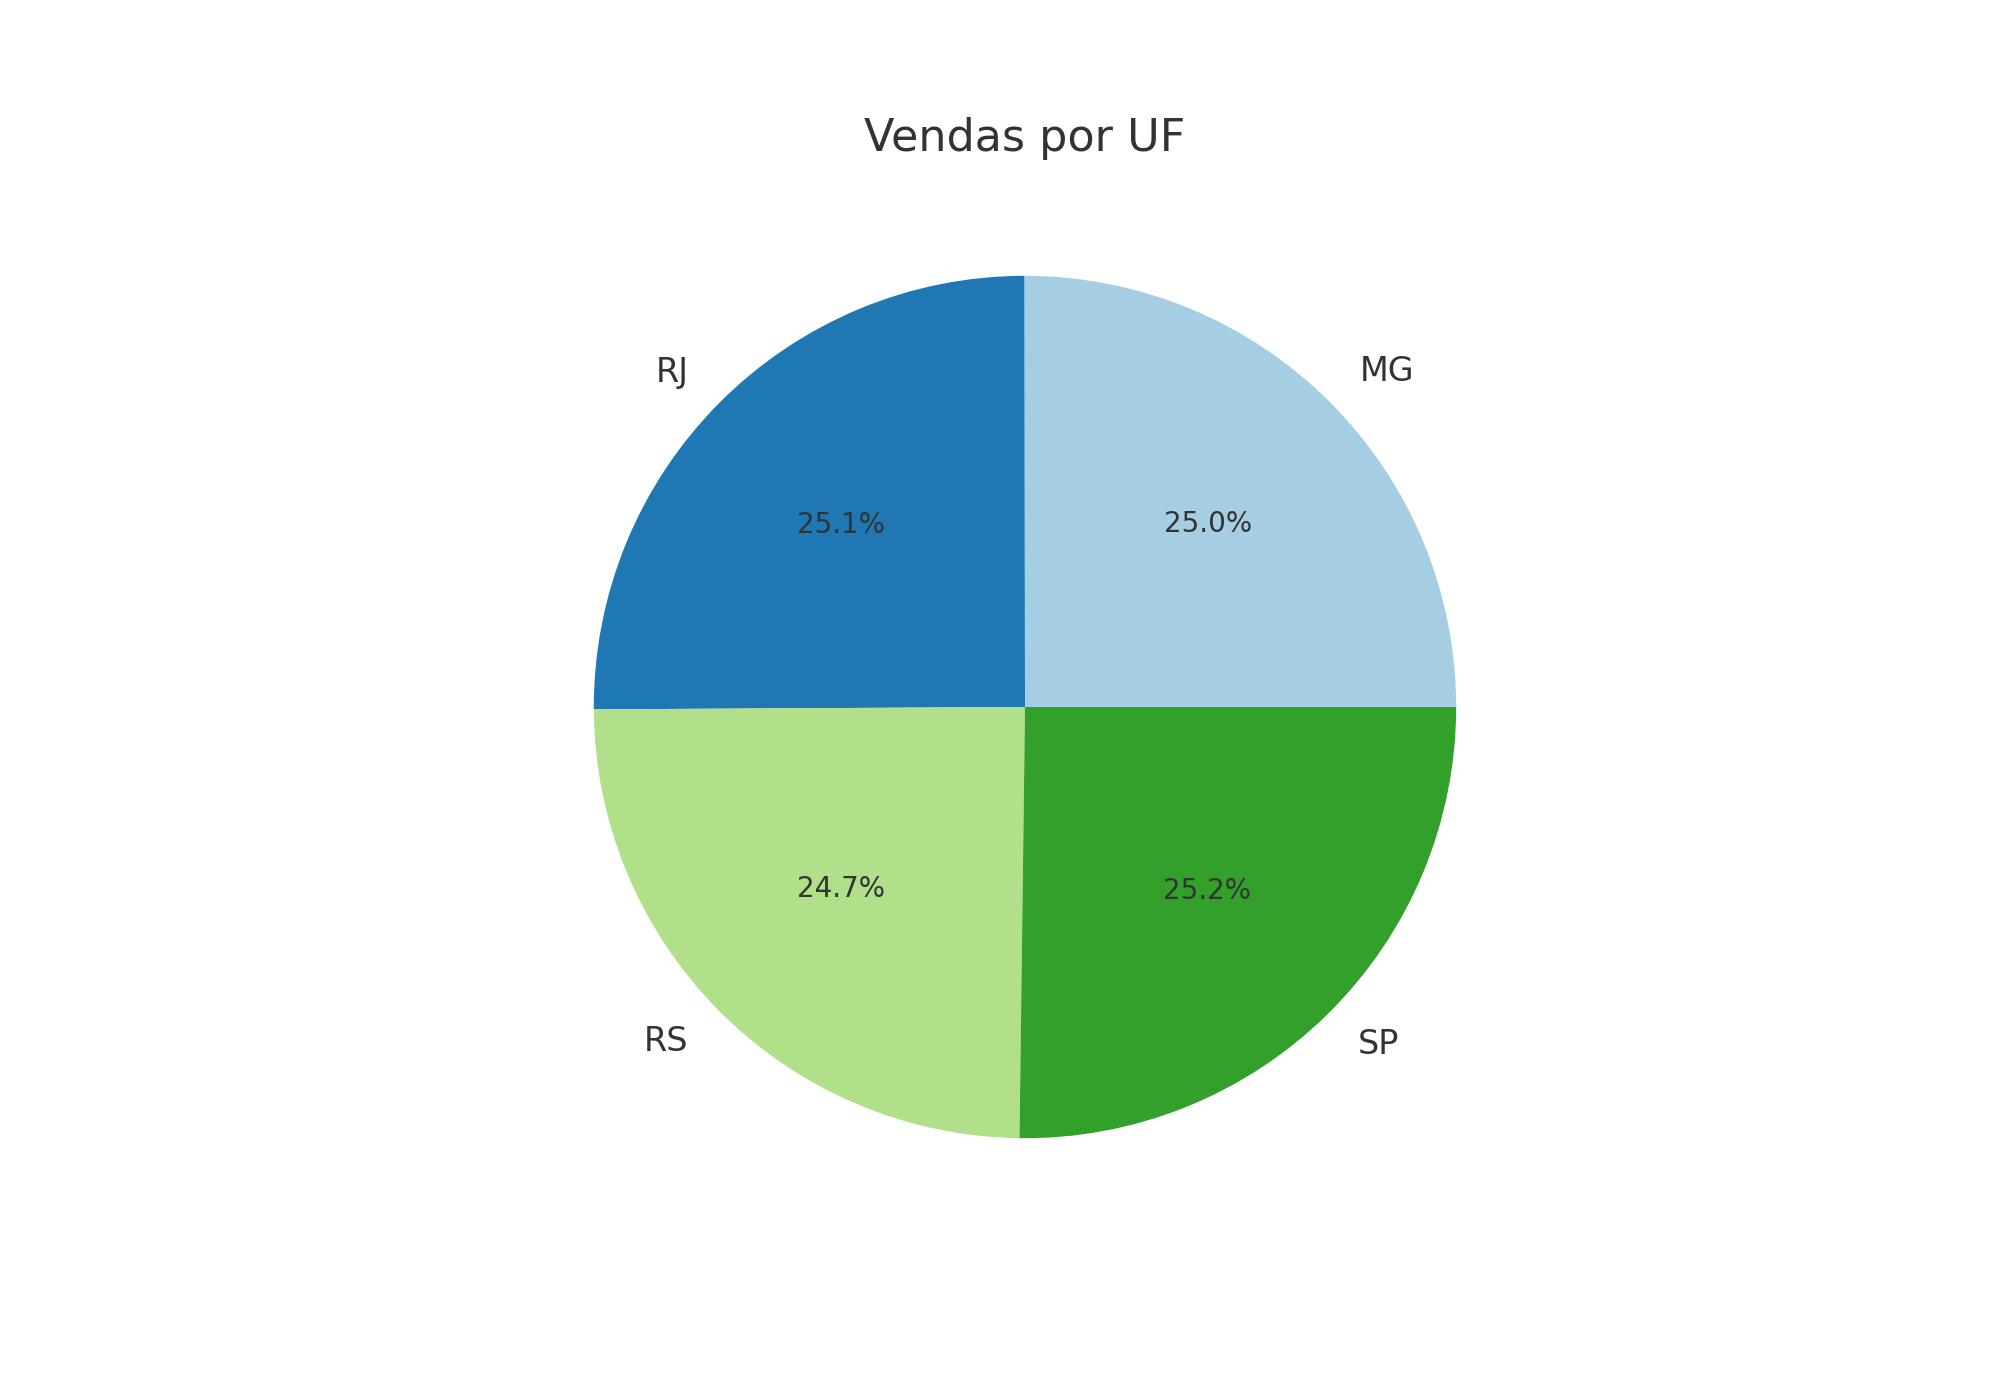 Vendas por UF
RJ
MG
25.1%
25.0%
24.7%
25.2%
RS
SP